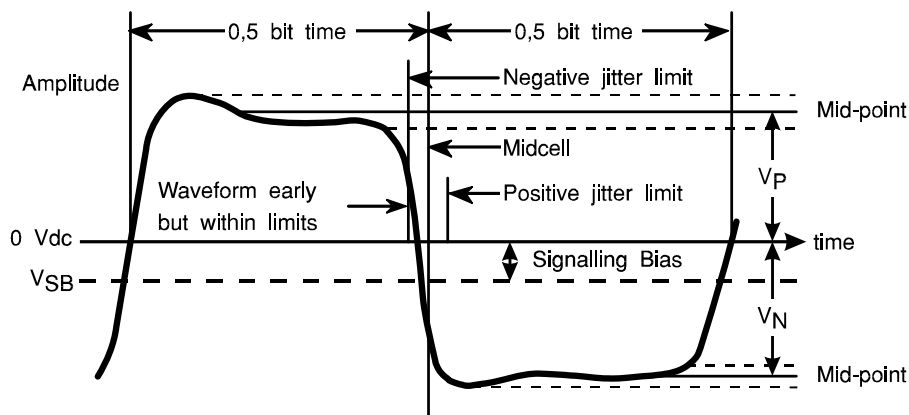 0,5 bit time
0,5 bit time
Amplitude
Negative jitter limit
Mid-point
Midcell
VP
Waveform early
but within limits
Positive jitter limit
0 Vdc
time
Signalling Bias
VSB
VN
Mid-point